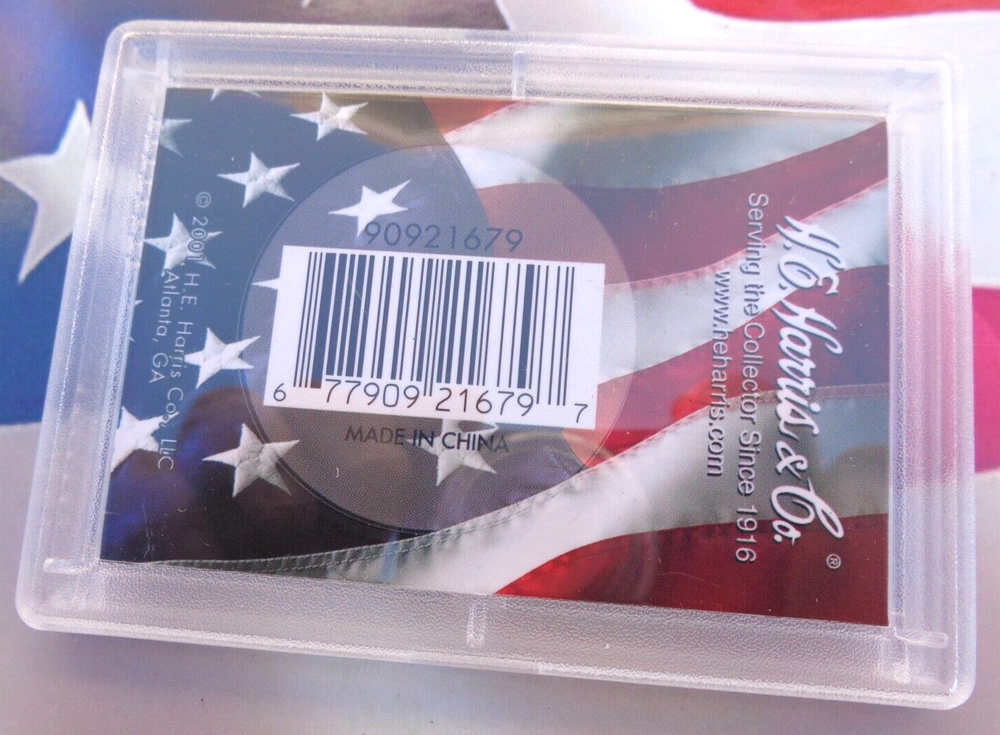 90921679
6 77909 21679 7
MADE IN CHINA
H.E. Harris & Co.®
Serving the Collector Since 1916
www.heharris.com
© 2001 H.E. Harris Co., LLC
Atlanta, GA